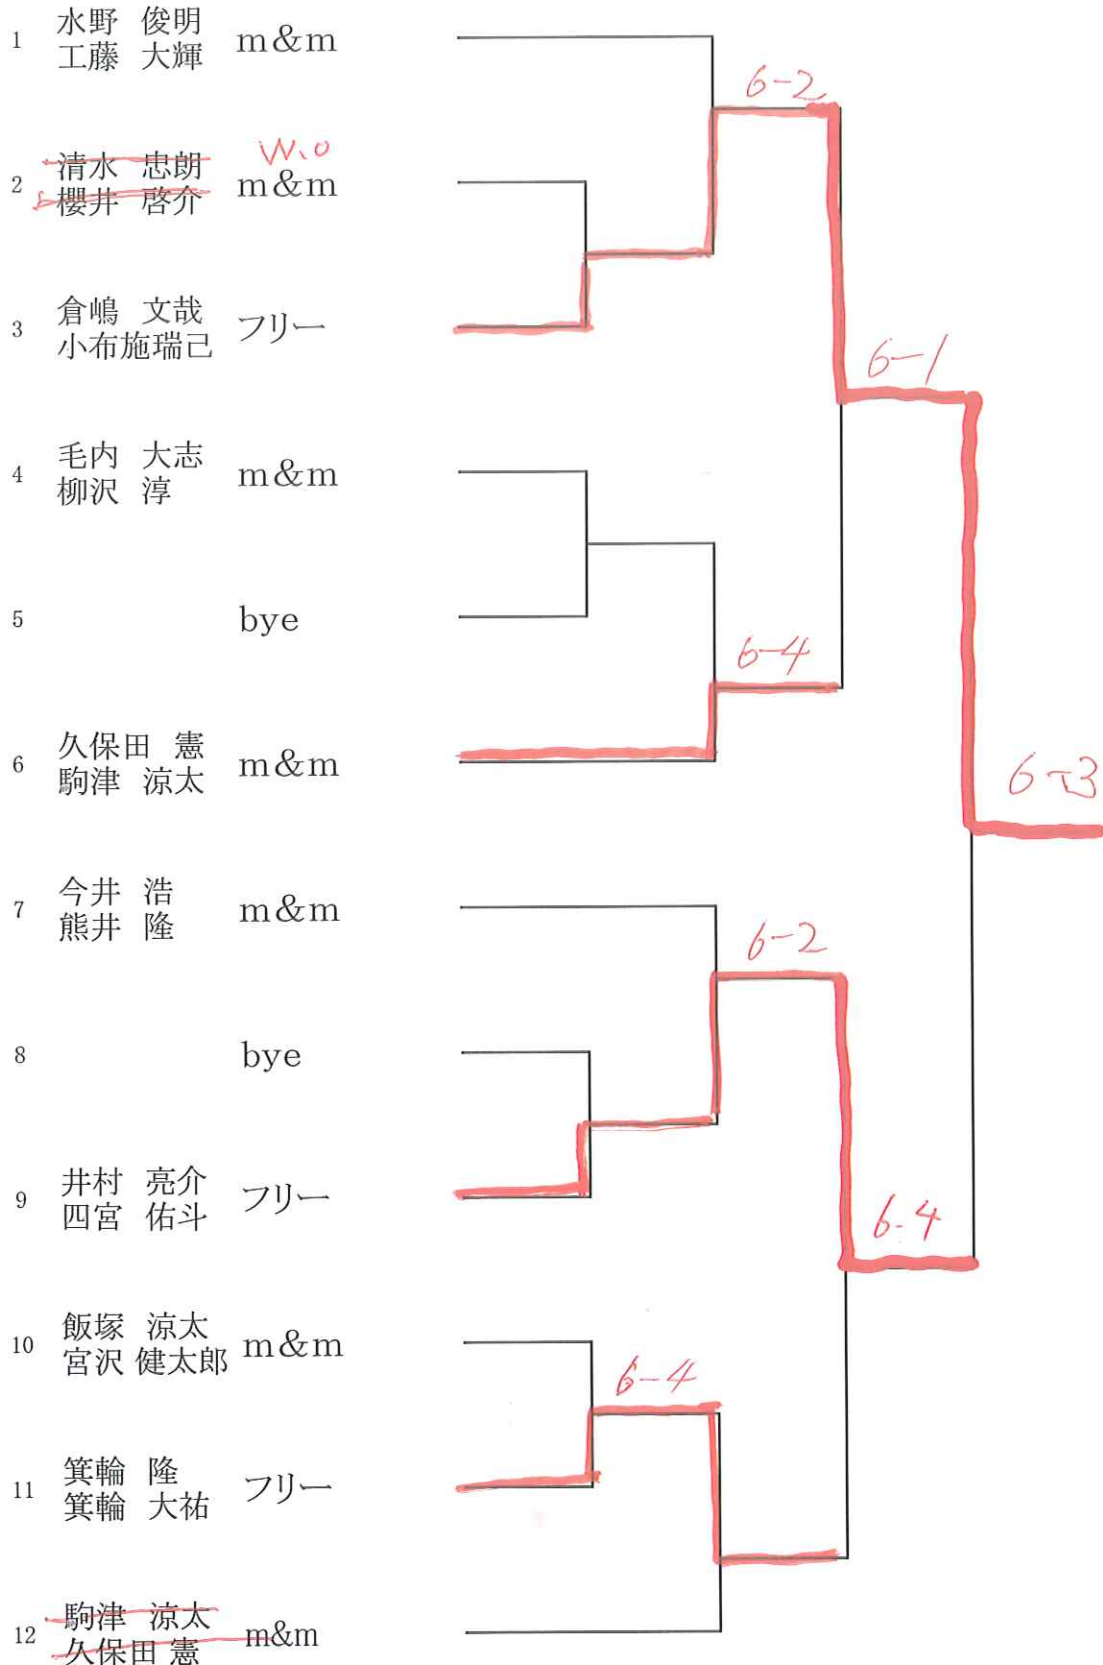 1 水野 俊明 m&m
工藤 大輝
6-2
2 清水 忠朗 W.O
櫻井 啓介 m&m
3 倉嶋 文哉 フリー
小布施瑞己
6-1
4 毛内 大志 m&m
柳沢 淳
5 bye
6-4
6 久保田 憲 m&m
駒津 涼太
6-3
7 今井 浩 m&m
熊井 隆
6-2
8 bye
9 井村 亮介 フリー
四宮 佑斗
6-4
10 飯塚 涼太 m&m
宮沢 健太郎
6-4
11 箕輪 隆 フリー
箕輪 大祐
12 駒津 涼太 m&m
久保田 憲